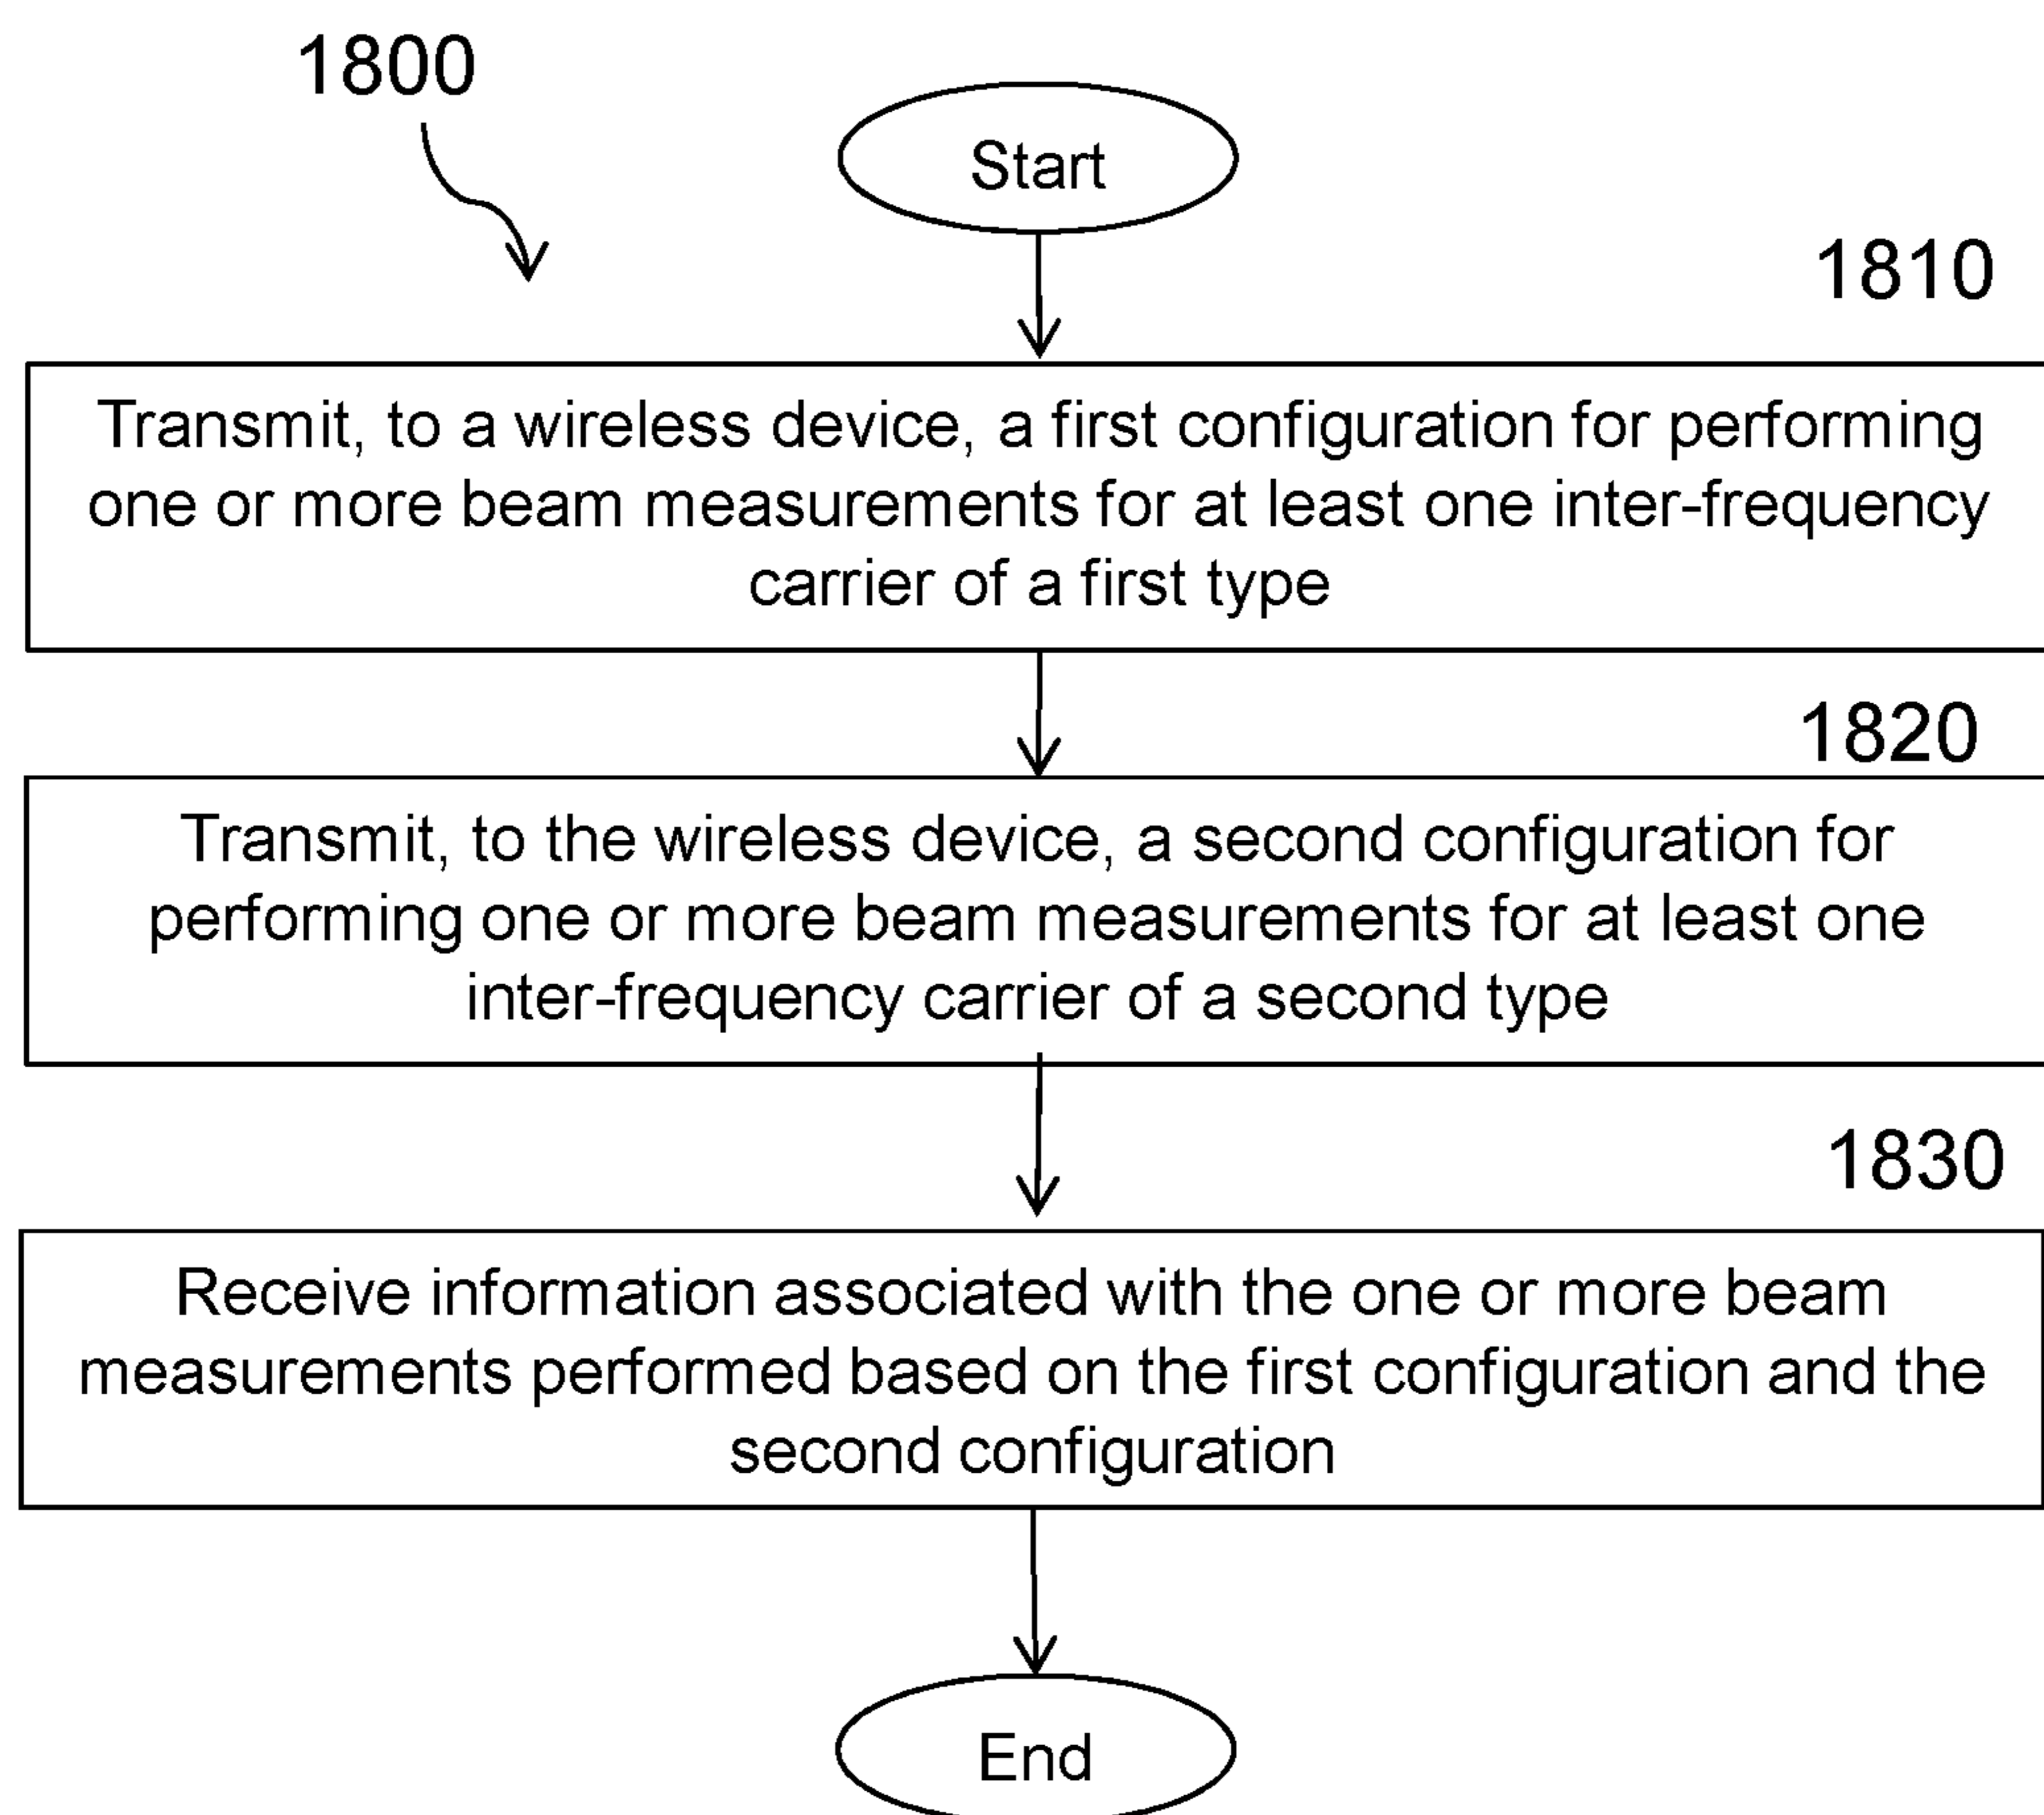 1800
Start
1810
Transmit, to a wireless device, a first configuration for performing
one or more beam measurements for at least one inter-frequency
carrier of a first type
1820
Transmit, to the wireless device, a second configuration for
performing one or more beam measurements for at least one
inter-frequency carrier of a second type
1830
Receive information associated with the one or more beam
measurements performed based on the first configuration and the
second configuration
End